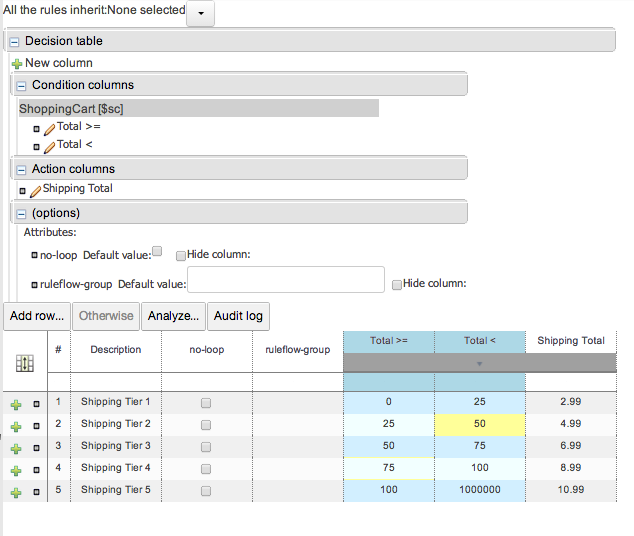 All the rules inherit:None selected
Decision table
New column
Condition columns
ShoppingCart [$sc]
Total >=
Total <
Action columns
Shipping Total
(options)
Attributes:
no-loop Default value: Hide column:
ruleflow-group Default value: Hide column:
Add row... Otherwise Analyze... Audit log
# Description no-loop ruleflow-group Total >= Total < Shipping Total
1 Shipping Tier 1 0 25 2.99
2 Shipping Tier 2 25 50 4.99
3 Shipping Tier 3 50 75 6.99
4 Shipping Tier 4 75 100 8.99
5 Shipping Tier 5 100 1000000 10.99